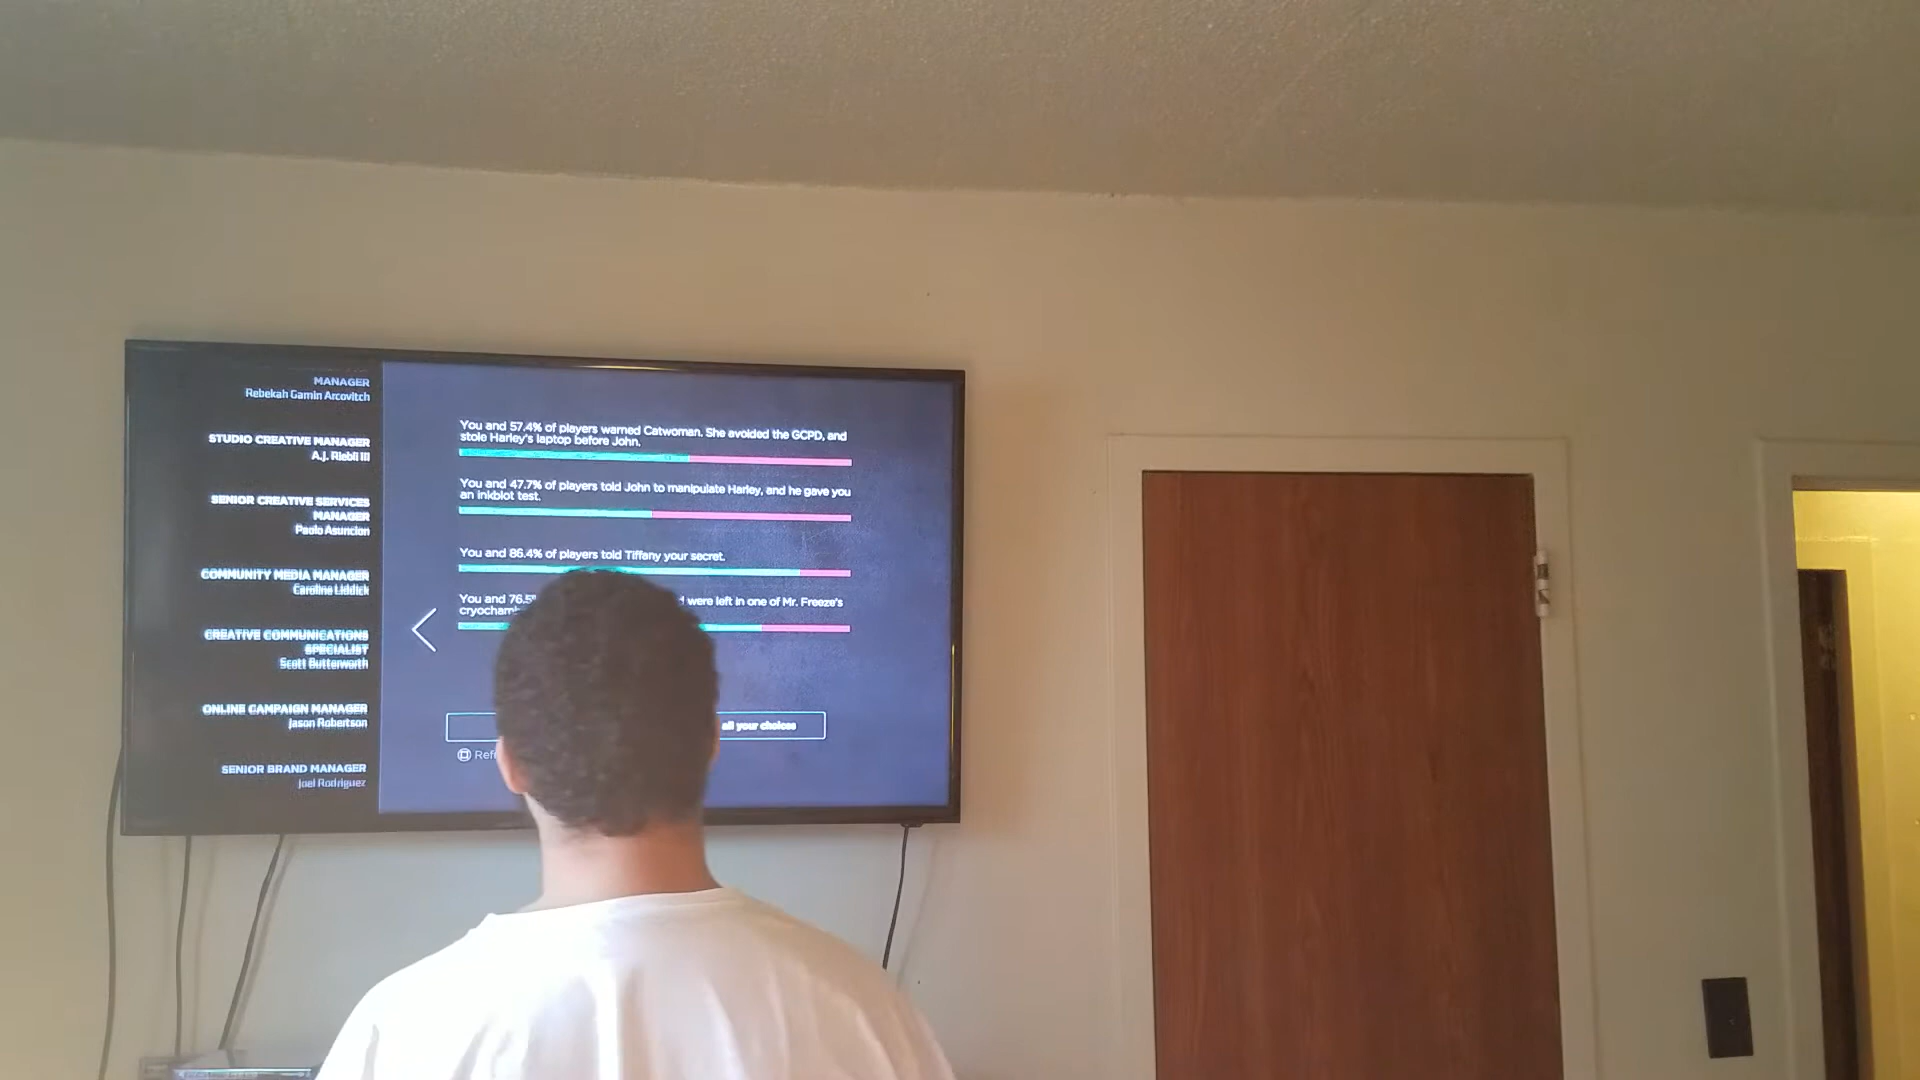 MANAGER
Rebekah Gamin Arcovitch
STUDIO CREATIVE MANAGER
A.J. Riebli III
SENIOR CREATIVE SERVICES
MANAGER
Paolo Asuncion
COMMUNITY MEDIA MANAGER
Caroline Liddick
CREATIVE COMMUNICATIONS
SPECIALIST
Scott Butterworth
ONLINE CAMPAIGN MANAGER
Jason Robertson
SENIOR BRAND MANAGER
Joel Rodriguez
You and 57.4% of players warned Catwoman. She avoided the GCPD, and
stole Harley's laptop before John.
You and 47.7% of players told John to manipulate Harley, and he gave you
an inkblot test.
You and 86.4% of players told Tiffany your secret.
You and 76.5 were left in one of Mr. Freeze's
all your choices